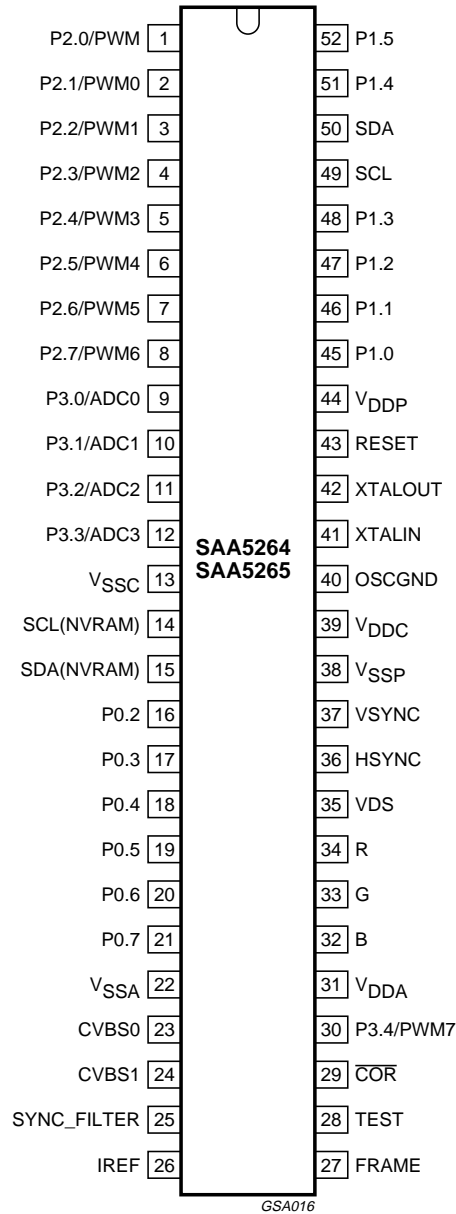 P2.0/PWM 1 52 P1.5
P2.1/PWM0 2 51 P1.4
P2.2/PWM1 3 50 SDA
P2.3/PWM2 4 49 SCL
P2.4/PWM3 5 48 P1.3
P2.5/PWM4 6 47 P1.2
P2.6/PWM5 7 46 P1.1
P2.7/PWM6 8 45 P1.0
P3.0/ADC0 9 44 VDDP
P3.1/ADC1 10 43 RESET
P3.2/ADC2 11 42 XTALOUT
P3.3/ADC3 12 41 XTALIN
SAA5264
SAA5265
VSSC 13 40 OSCGND
SCL(NVRAM) 14 39 VDDC
SDA(NVRAM) 15 38 VSSP
P0.2 16 37 VSYNC
P0.3 17 36 HSYNC
P0.4 18 35 VDS
P0.5 19 34 R
P0.6 20 33 G
P0.7 21 32 B
VSSA 22 31 VDDA
CVBS0 23 30 P3.4/PWM7
CVBS1 24 29 C̅O̅R̅
SYNC_FILTER 25 28 TEST
IREF 26 27 FRAME
GSA016